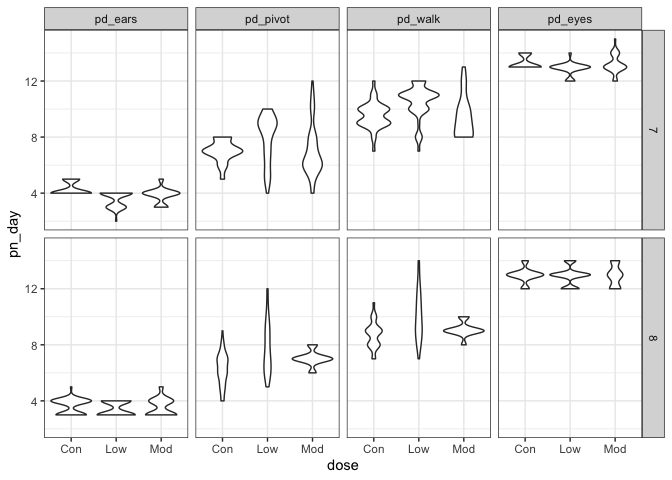 pd_ears pd_pivot pd_walk pd_eyes
12
8
4
7
pn_day
12
8
4
8
Con Low Mod Con Low Mod Con Low Mod Con Low Mod
dose